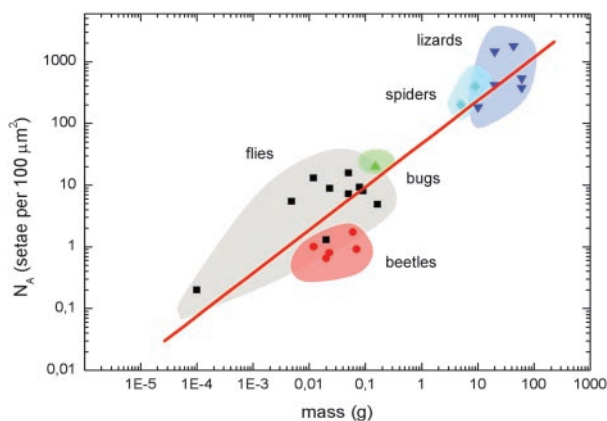 lizards
1000
spiders
100
flies
10
bugs
1
beetles
0,1
0,01
1E-5 1E-4 1E-3 0,01 0,1 1 10 100 1000
mass (g)
N_A (setae per 100 μm²)